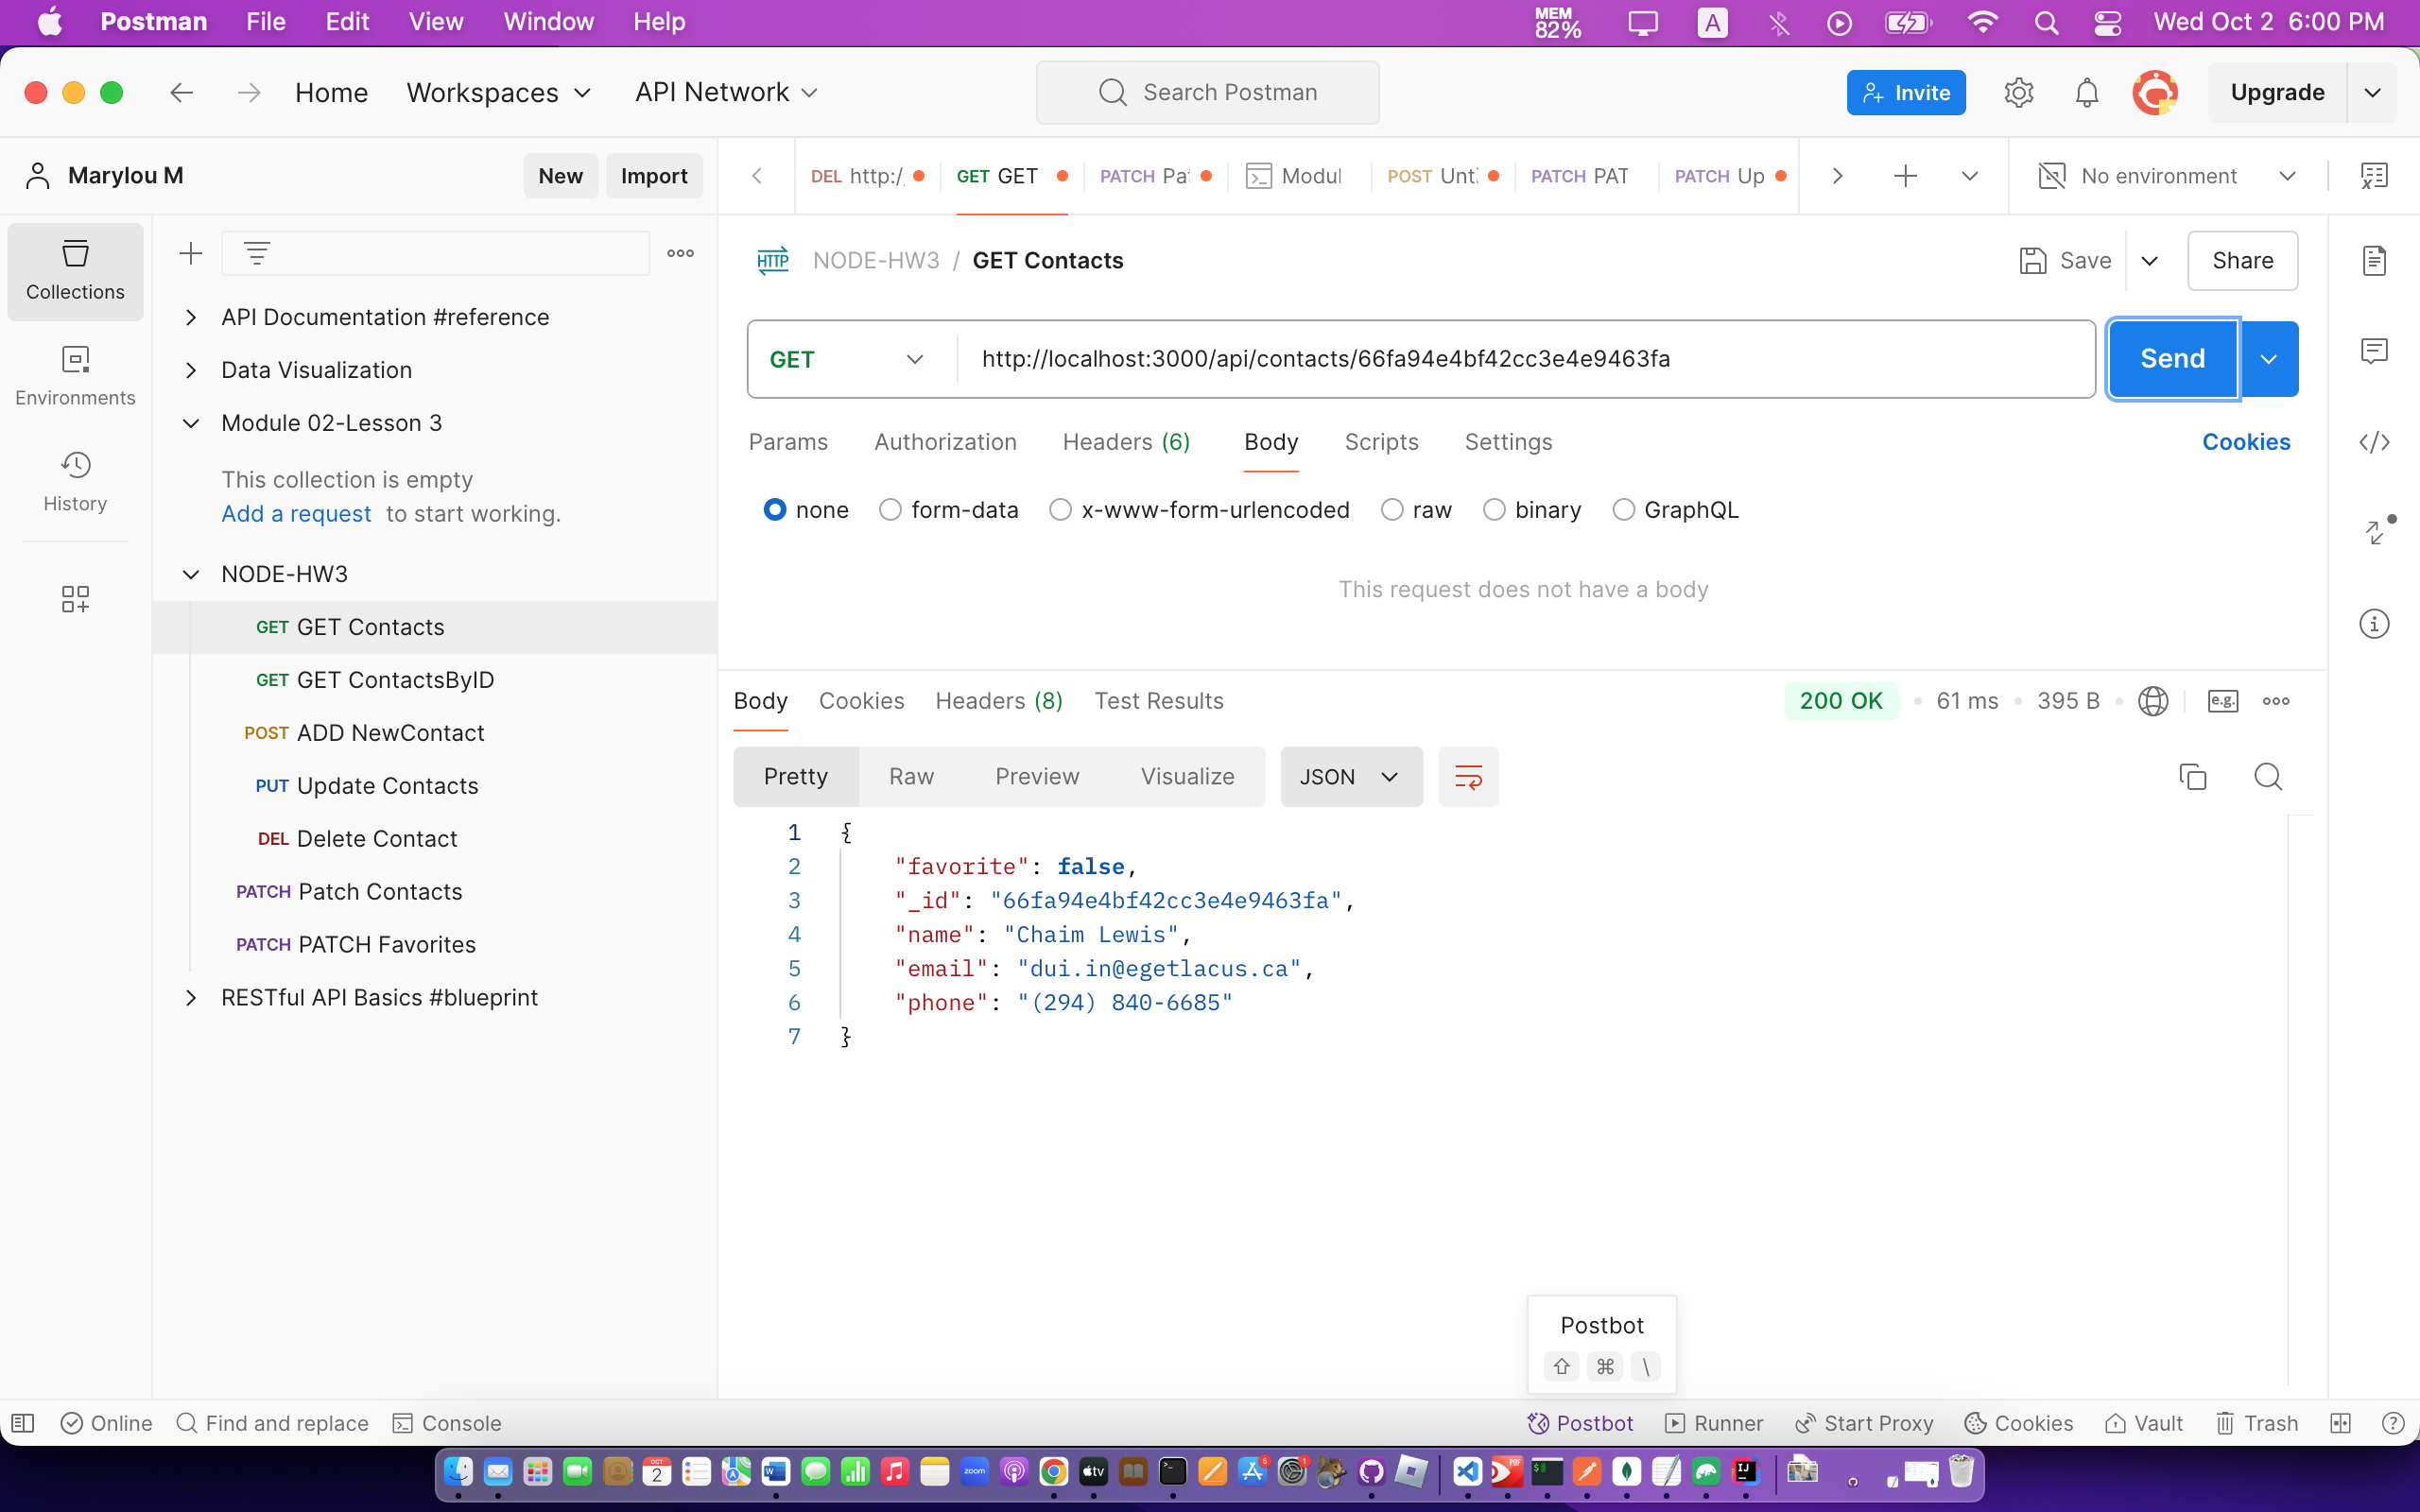 Postman File Edit View Window Help MEM 82% A Wed Oct 2 6:00 PM
Home Workspaces API Network Search Postman Invite Upgrade
Marylou M New Import
DEL http:/ GET GET PATCH Pa Modul POST Unt PATCH PAT PATCH Up No environment
Collections
Environments
History
API Documentation #reference
Data Visualization
Module 02-Lesson 3
This collection is empty
Add a request to start working.
NODE-HW3
GET GET Contacts
GET GET ContactsByID
POST ADD NewContact
PUT Update Contacts
DEL Delete Contact
PATCH Patch Contacts
PATCH PATCH Favorites
RESTful API Basics #blueprint
HTTP NODE-HW3 / GET Contacts Save Share
GET http://localhost:3000/api/contacts/66fa94e4bf42cc3e4e9463fa Send
Params Authorization Headers (6) Body Scripts Settings Cookies
none form-data x-www-form-urlencoded raw binary GraphQL
This request does not have a body
Body Cookies Headers (8) Test Results 200 OK 61 ms 395 B e.g.
Pretty Raw Preview Visualize JSON
1 {
2 "favorite": false,
3 "_id": "66fa94e4bf42cc3e4e9463fa",
4 "name": "Chaim Lewis",
5 "email": "dui.in@egetlacus.ca",
6 "phone": "(294) 840-6685"
7 }
Postbot
⇧ ⌘ \
Online Find and replace Console Postbot Runner Start Proxy Cookies Vault Trash
OCT 2 W zoom tv 5 1 PDF IJ